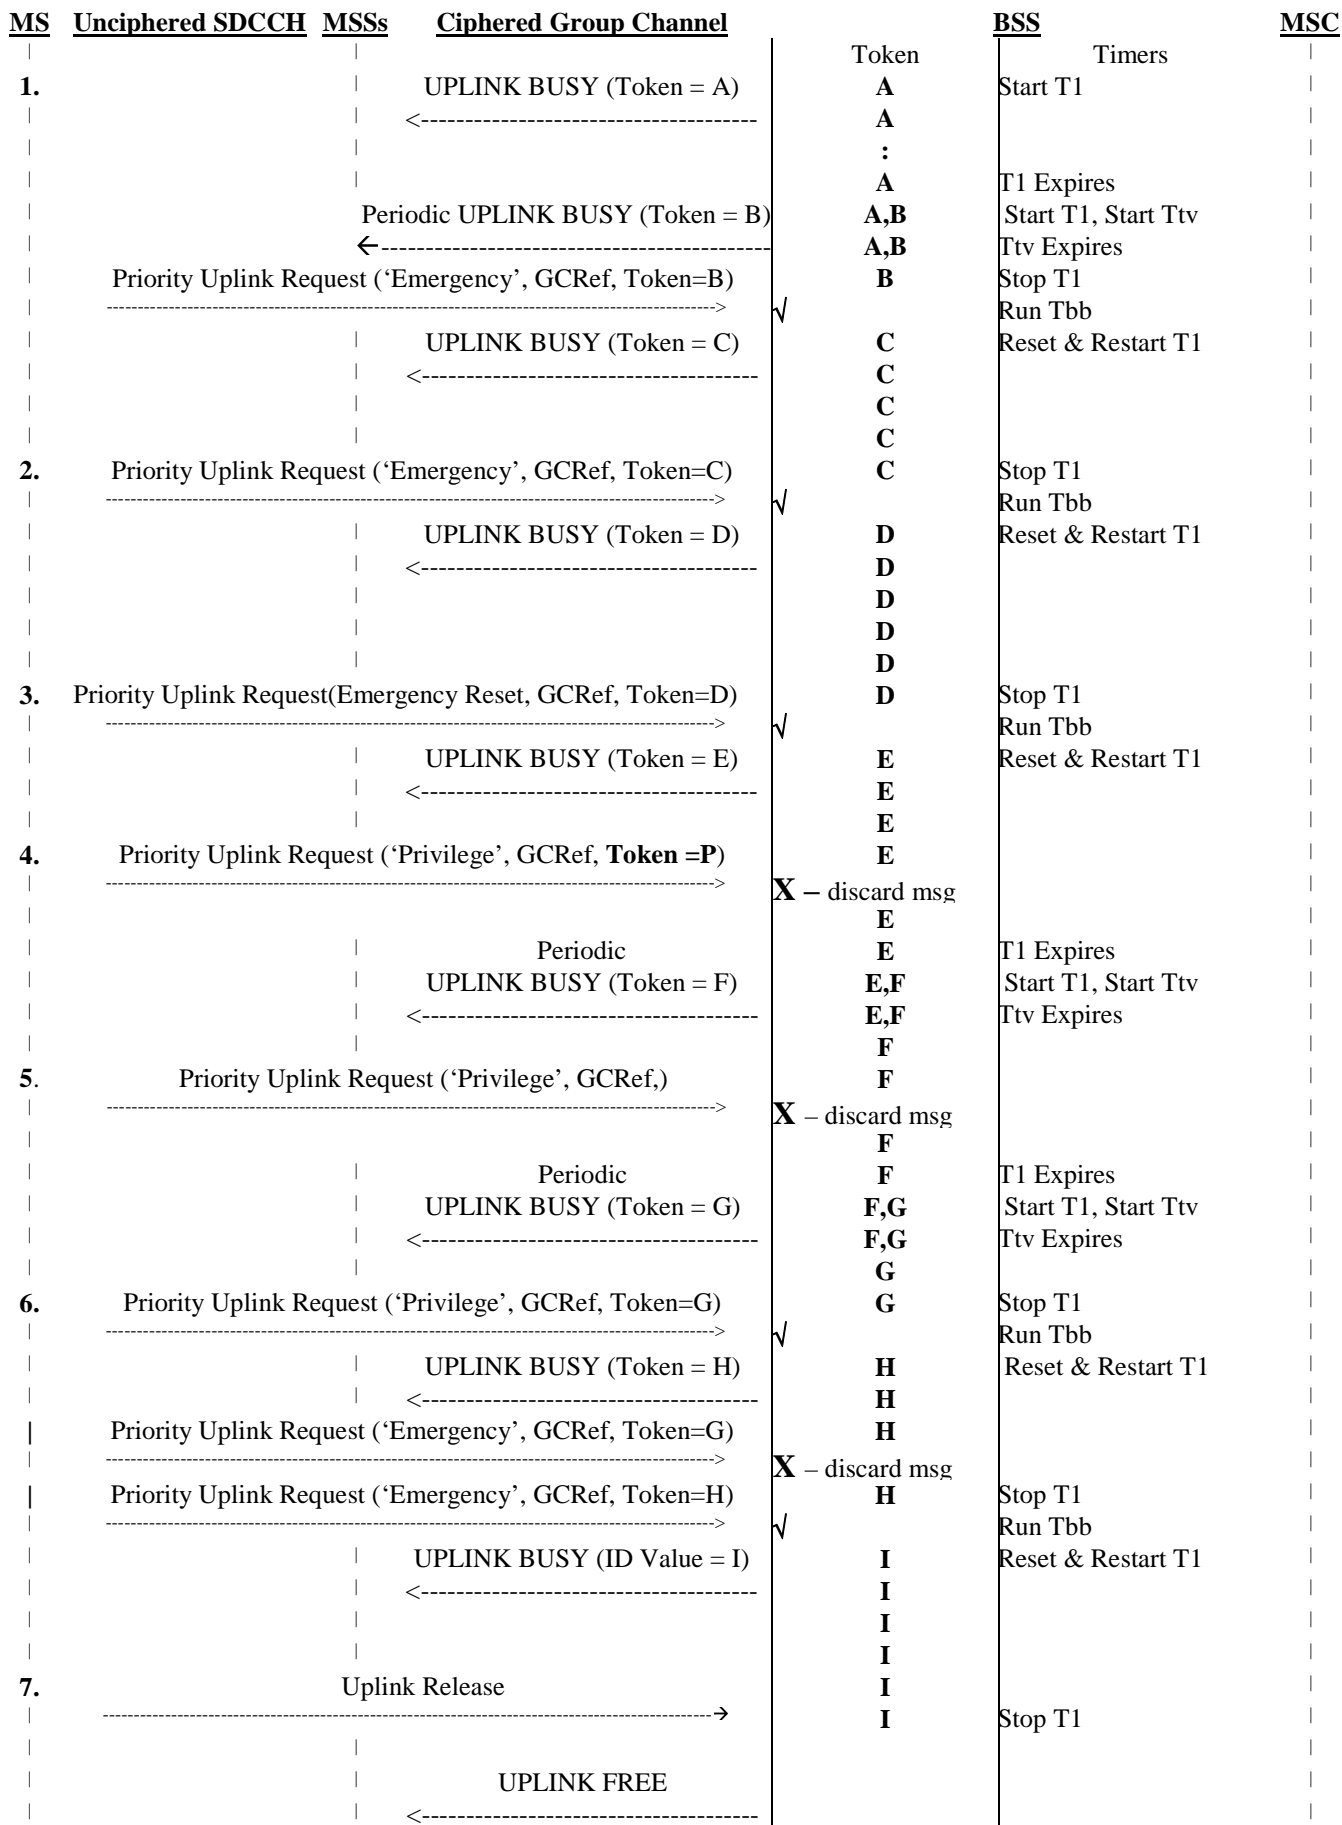 MS Unciphered SDCCH MSSs Ciphered Group Channel BSS MSC
Token Timers
1. UPLINK BUSY (Token = A) A Start T1
A
:
A T1 Expires
Periodic UPLINK BUSY (Token = B) A,B Start T1, Start Ttv
A,B Ttv Expires
Priority Uplink Request (‘Emergency’, GCRef, Token=B) B Stop T1
√ Run Tbb
UPLINK BUSY (Token = C) C Reset & Restart T1
C
C
C
2. Priority Uplink Request (‘Emergency’, GCRef, Token=C) C Stop T1
√ Run Tbb
UPLINK BUSY (Token = D) D Reset & Restart T1
D
D
D
D
3. Priority Uplink Request(Emergency Reset, GCRef, Token=D) D Stop T1
√ Run Tbb
UPLINK BUSY (Token = E) E Reset & Restart T1
E
E
4. Priority Uplink Request (‘Privilege’, GCRef, Token =P) E
X – discard msg
E
Periodic E T1 Expires
UPLINK BUSY (Token = F) E,F Start T1, Start Ttv
E,F Ttv Expires
F
5. Priority Uplink Request (‘Privilege’, GCRef,) F
X – discard msg
F
Periodic F T1 Expires
UPLINK BUSY (Token = G) F,G Start T1, Start Ttv
F,G Ttv Expires
G
6. Priority Uplink Request (‘Privilege’, GCRef, Token=G) G Stop T1
√ Run Tbb
UPLINK BUSY (Token = H) H Reset & Restart T1
H
Priority Uplink Request (‘Emergency’, GCRef, Token=G) H
X – discard msg
Priority Uplink Request (‘Emergency’, GCRef, Token=H) H Stop T1
√ Run Tbb
UPLINK BUSY (ID Value = I) I Reset & Restart T1
I
I
I
7. Uplink Release I
I Stop T1
UPLINK FREE